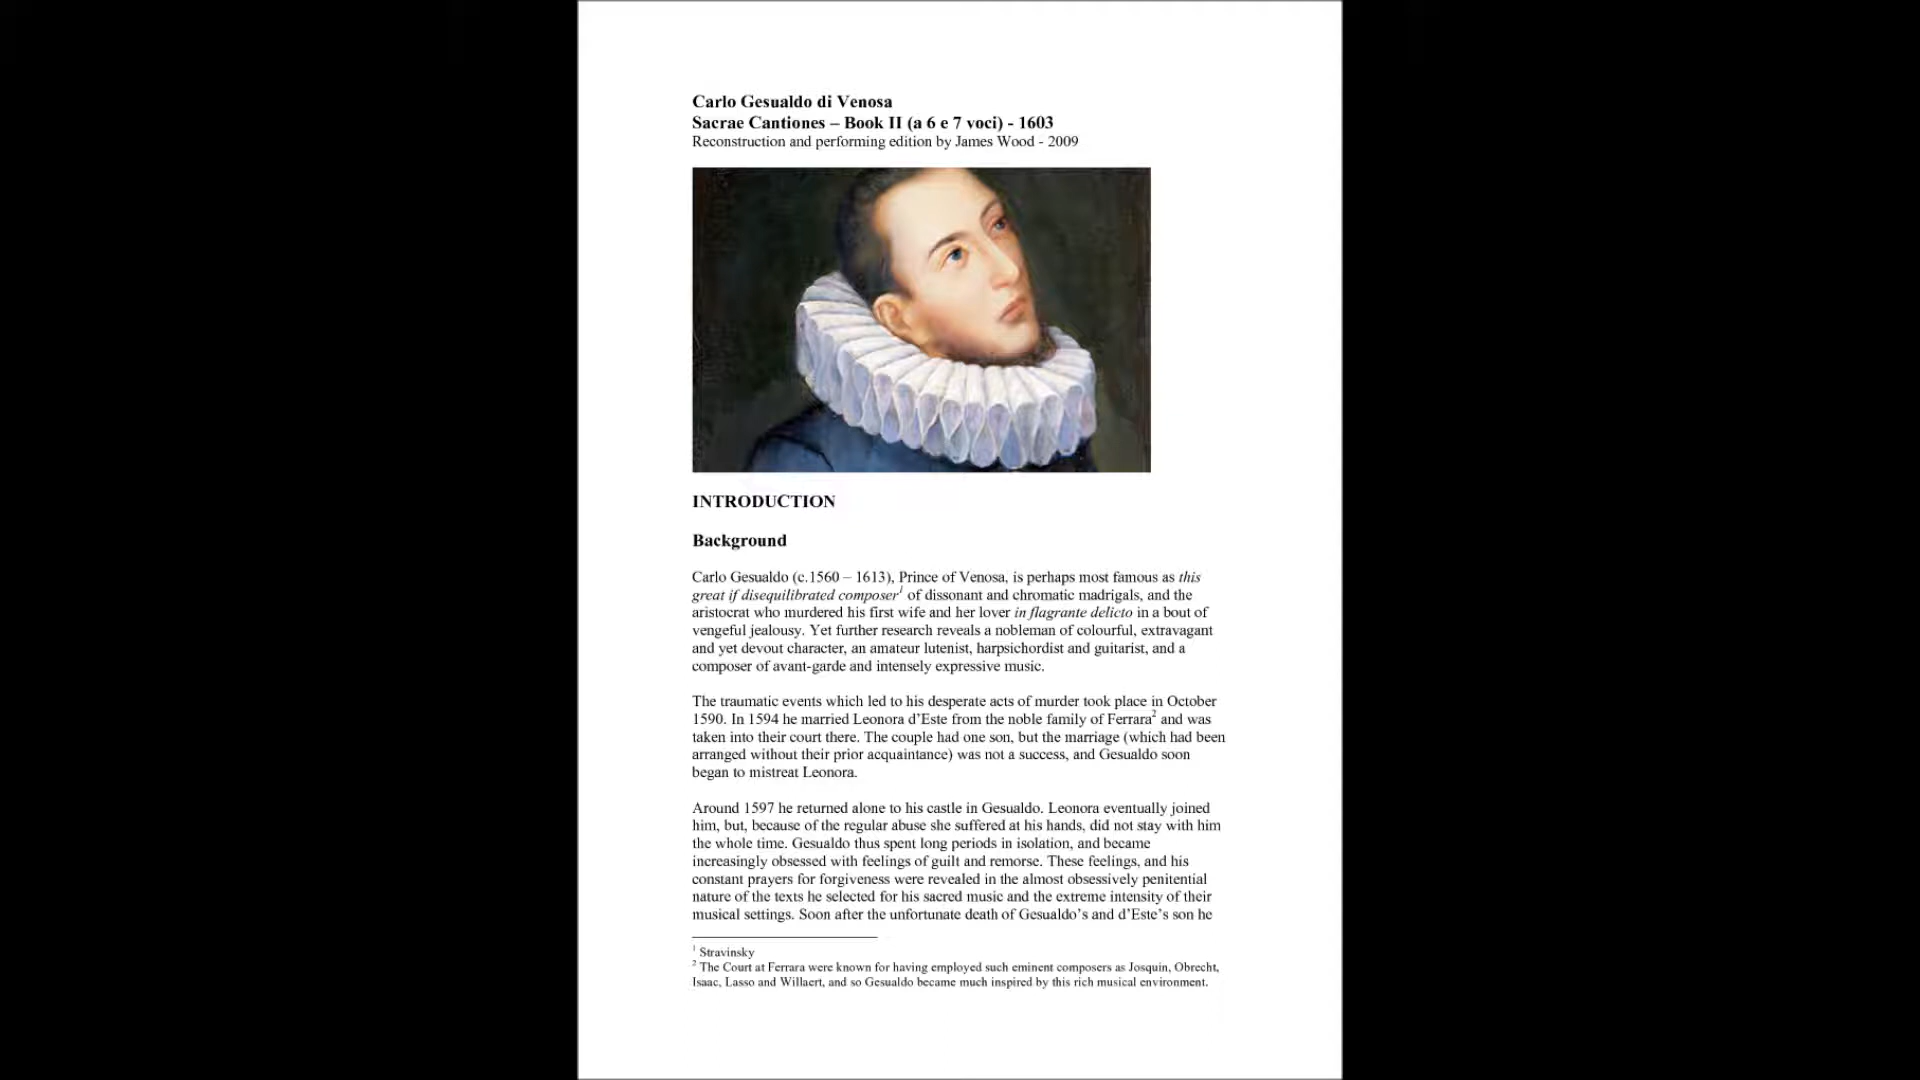 Carlo Gesualdo di Venosa
Sacrae Cantiones – Book II (a 6 e 7 voci) - 1603
Reconstruction and performing edition by James Wood - 2009
INTRODUCTION
Background
Carlo Gesualdo (c.1560 – 1613), Prince of Venosa, is perhaps most famous as this
great if disequilibrated composer1 of dissonant and chromatic madrigals, and the
aristocrat who murdered his first wife and her lover in flagrante delicto in a bout of
vengeful jealousy. Yet further research reveals a nobleman of colourful, extravagant
and yet devout character, an amateur lutenist, harpsichordist and guitarist, and a
composer of avant-garde and intensely expressive music.
The traumatic events which led to his desperate acts of murder took place in October
1590. In 1594 he married Leonora d’Este from the noble family of Ferrara2 and was
taken into their court there. The couple had one son, but the marriage (which had been
arranged without their prior acquaintance) was not a success, and Gesualdo soon
began to mistreat Leonora.
Around 1597 he returned alone to his castle in Gesualdo. Leonora eventually joined
him, but, because of the regular abuse she suffered at his hands, did not stay with him
the whole time. Gesualdo thus spent long periods in isolation, and became
increasingly obsessed with feelings of guilt and remorse. These feelings, and his
constant prayers for forgiveness were revealed in the almost obsessively penitential
nature of the texts he selected for his sacred music and the extreme intensity of their
musical settings. Soon after the unfortunate death of Gesualdo’s and d’Este’s son he
1 Stravinsky
2 The Court at Ferrara were known for having employed such eminent composers as Josquin, Obrecht,
Isaac, Lasso and Willaert, and so Gesualdo became much inspired by this rich musical environment.